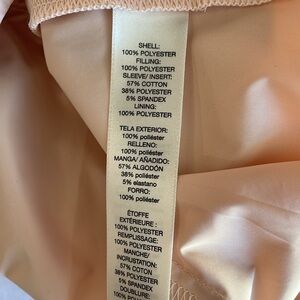 SHELL:
100% POLYESTER
FILLING:
100% POLYESTER
SLEEVE/ INSERT:
57% COTTON
38% POLYESTER
5% SPANDEX
LINING:
100% POLYESTER
TELA EXTERIOR:
100% poliéster
RELLENO:
100% poliéster
MANGA/ AÑADIDO:
57% ALGODÓN
38% poliéster
5% elastano
FORRO:
100% poliéster
ÉTOFFE
EXTÉRIEURE :
100% POLYESTER
REMPLISSAGE:
100% POLYESTER
MANCHE/
INCRUSTATION:
57% COTON
38% POLYESTER
5% SPANDEX
DOUBLURE:
100% POLYESTER